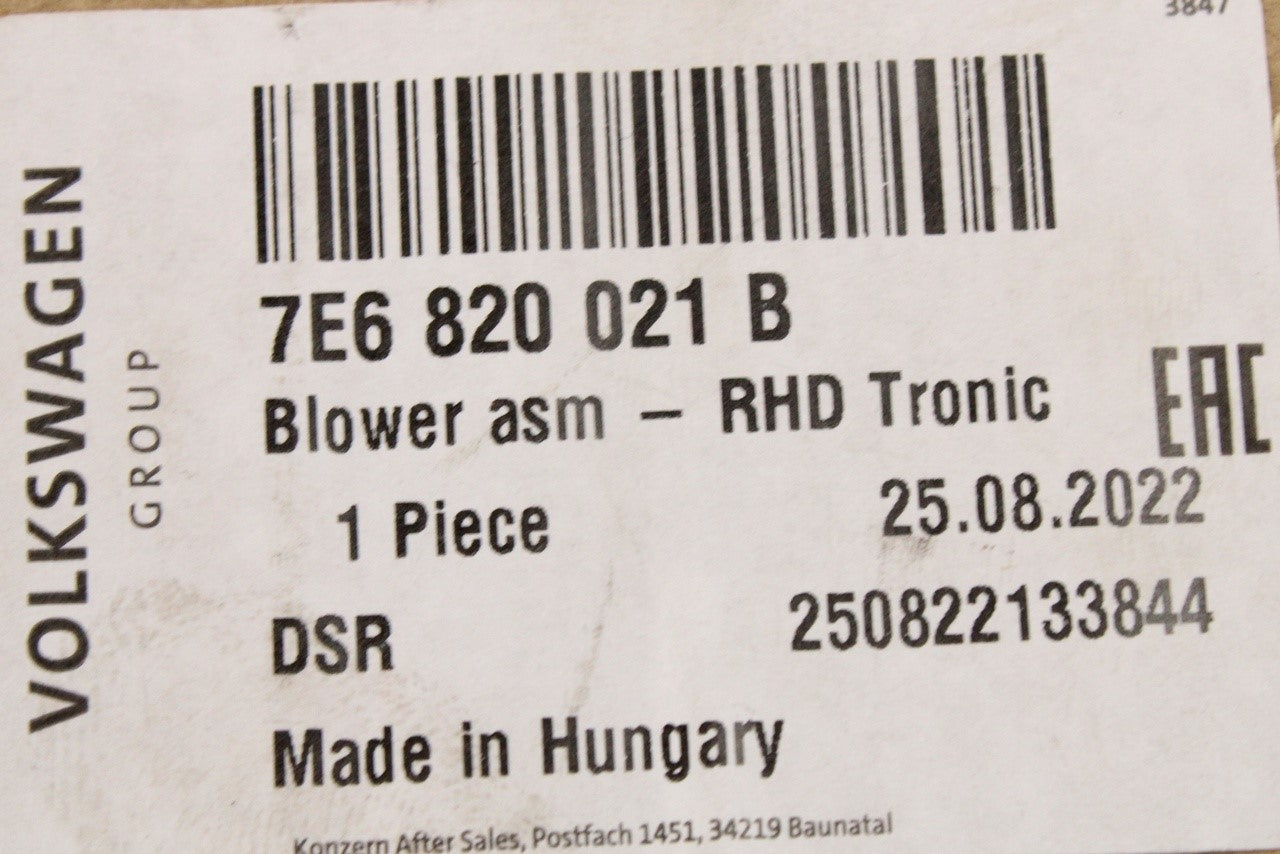 3847
VOLKSWAGEN
GROUP
7E6 820 021 B
Blower asm – RHD Tronic
EAC
1 Piece 25.08.2022
DSR 250822133844
Made in Hungary
Konzern After Sales, Postfach 1451, 34219 Baunatal